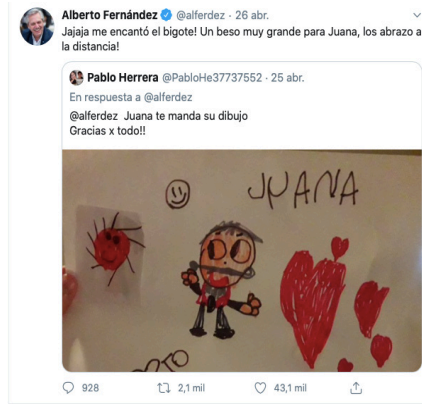 Alberto Fernández @alferdez · 26 abr.
Jajaja me encantó el bigote! Un beso muy grande para Juana, los abrazo a
la distancia!
Pablo Herrera @PabloHe37737552 · 25 abr.
En respuesta a @alferdez
@alferdez Juana te manda su dibujo
Gracias x todo!!
JUANA
928 2,1 mil 43,1 mil